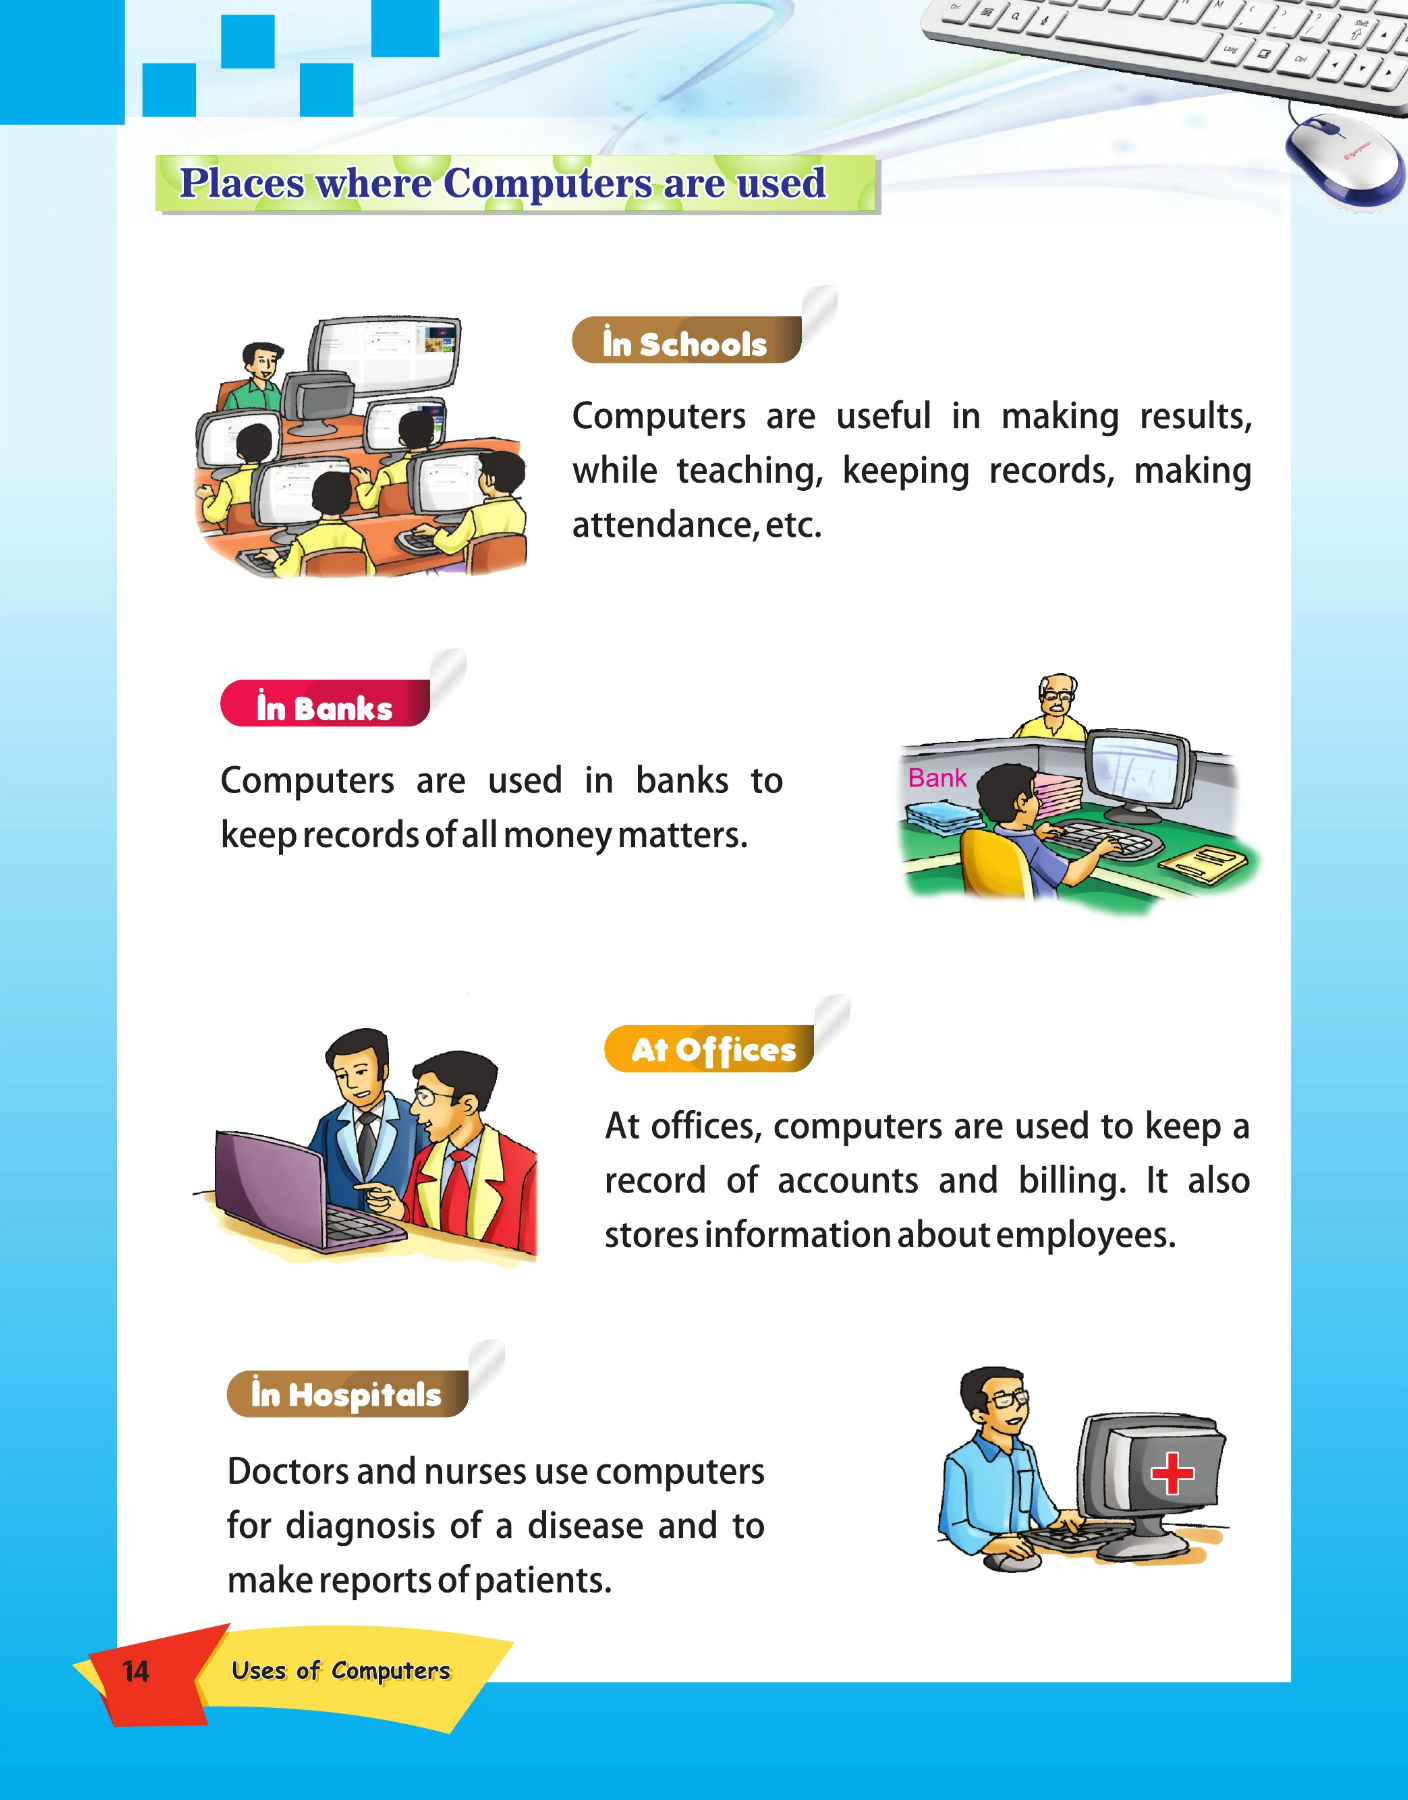 Places where Computers are used
In Schools
Computers are useful in making results,
while teaching, keeping records, making
attendance, etc.
In Banks
Computers are used in banks to
keep records of all money matters.
Bank
At Offices
At offices, computers are used to keep a
record of accounts and billing. It also
stores information about employees.
In Hospitals
Doctors and nurses use computers
for diagnosis of a disease and to
make reports of patients.
14
Uses of Computers